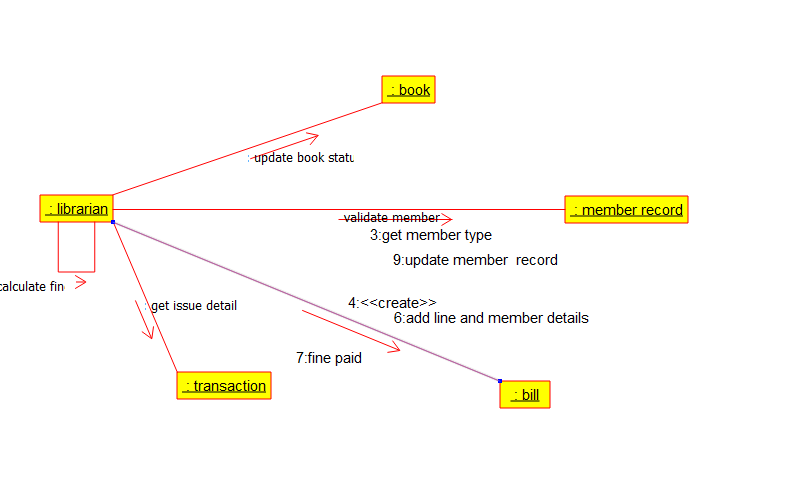 : book
: update book statu
: librarian
: member record
validate member
3:get member type
9:update member record
calculate fin
4:<<create>>
: get issue detail
6:add line and member details
7:fine paid
: transaction
: bill